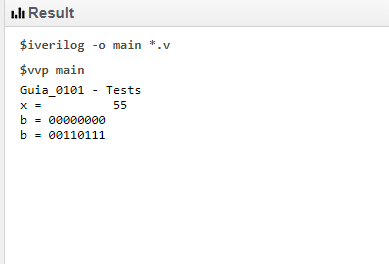 Result
$iverilog -o main *.v
$vvp main
Guia_0101 - Tests
x =          55
b = 00000000
b = 00110111